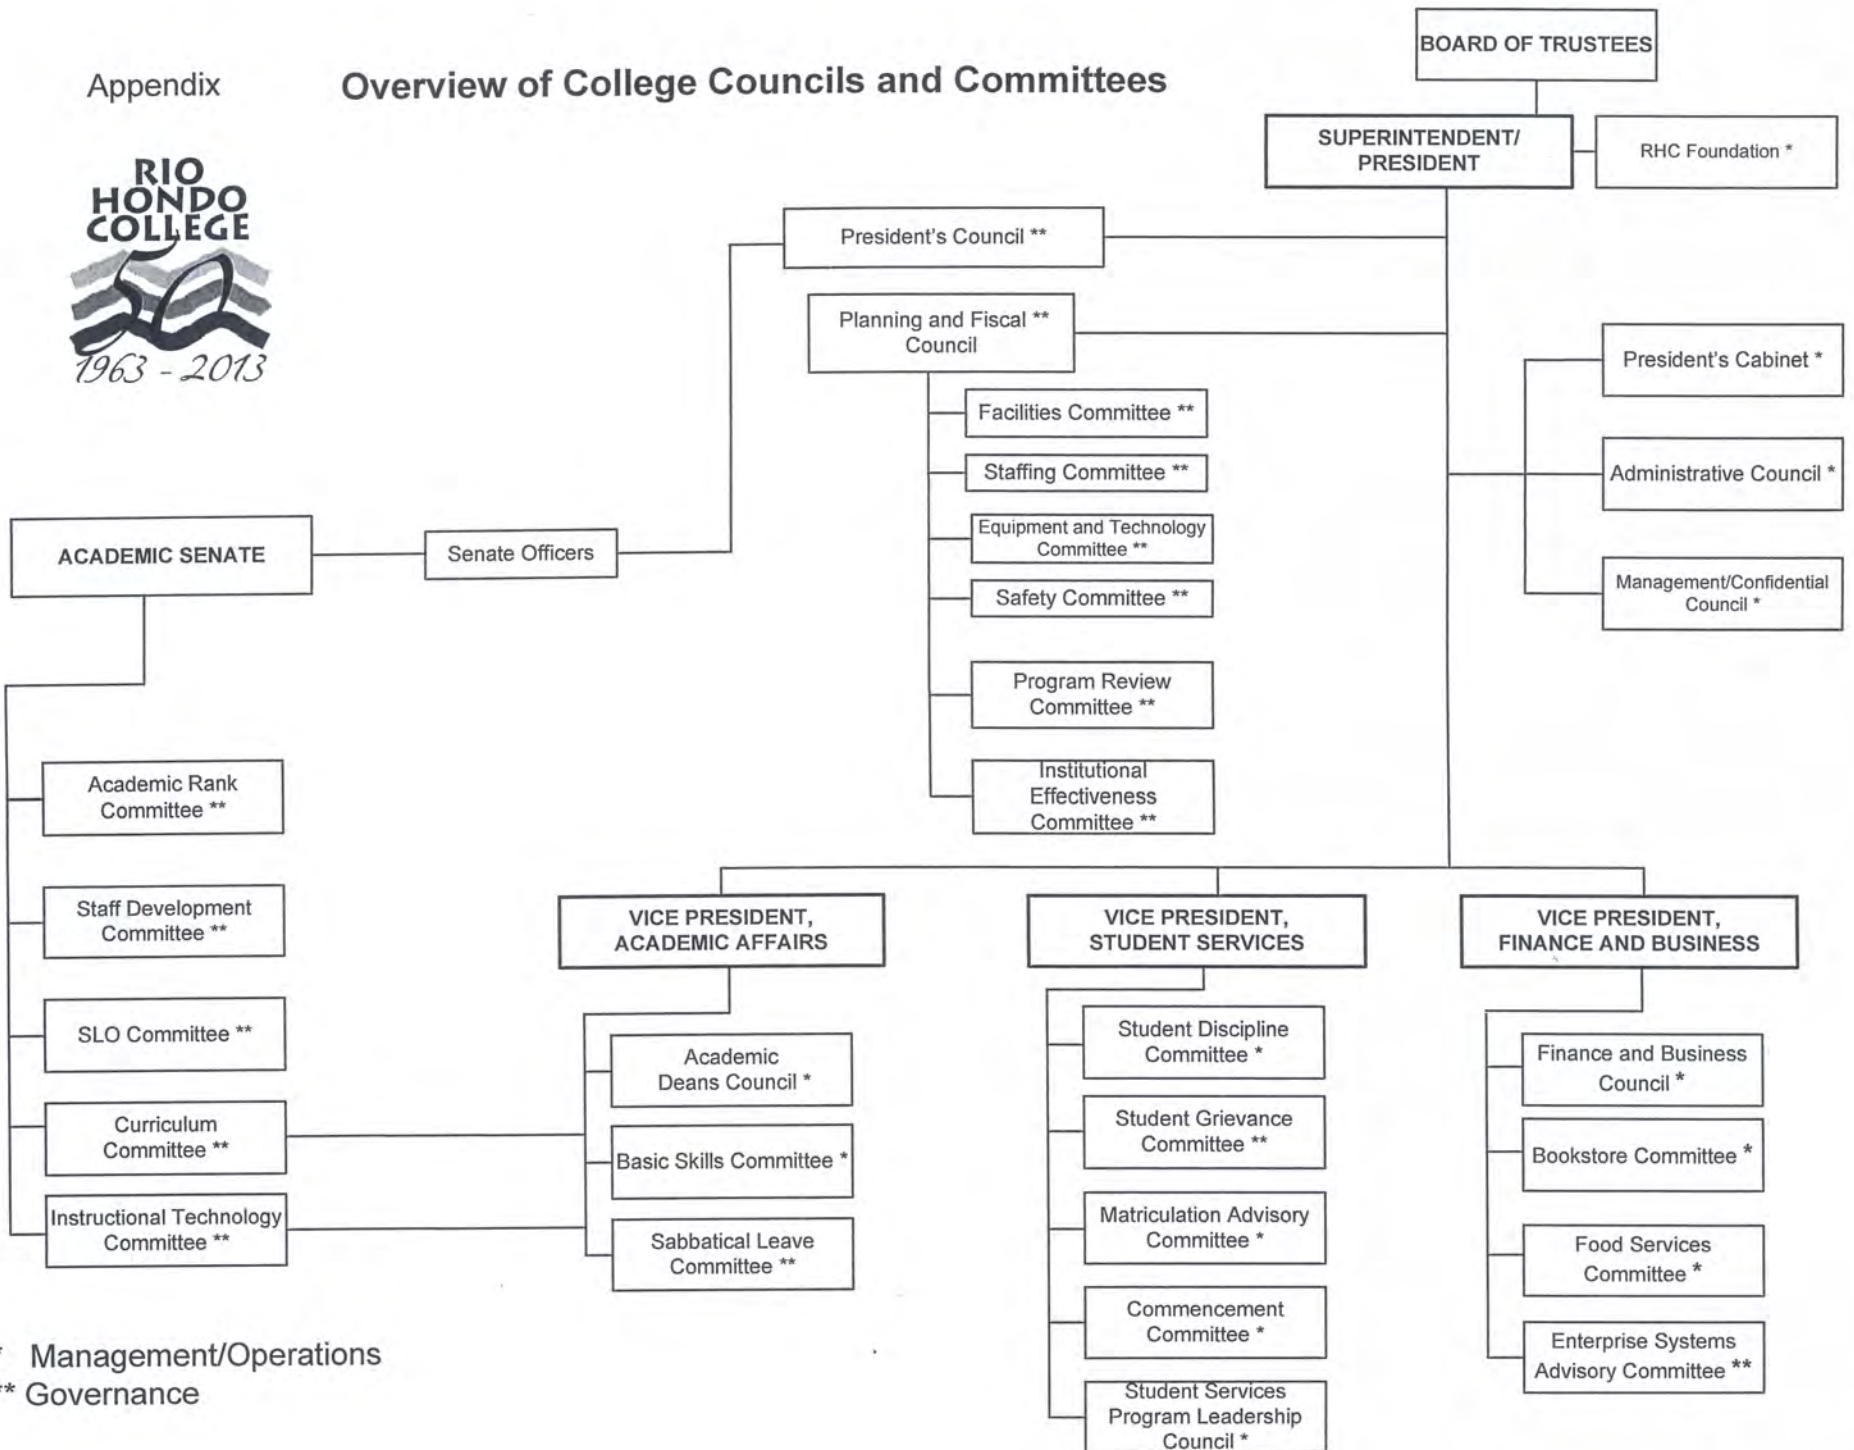 Appendix
Overview of College Councils and Committees
RIO
HONDO
COLLEGE
50
1963 - 2013
BOARD OF TRUSTEES
SUPERINTENDENT/
PRESIDENT
RHC Foundation *
President's Council **
Planning and Fiscal **
Council
Facilities Committee **
Staffing Committee **
Equipment and Technology
Committee **
Safety Committee **
Program Review
Committee **
Institutional
Effectiveness
Committee **
President's Cabinet *
Administrative Council *
Management/Confidential
Council *
ACADEMIC SENATE
Senate Officers
Academic Rank
Committee **
Staff Development
Committee **
SLO Committee **
Curriculum
Committee **
Instructional Technology
Committee **
VICE PRESIDENT,
ACADEMIC AFFAIRS
Academic
Deans Council *
Basic Skills Committee *
Sabbatical Leave
Committee **
VICE PRESIDENT,
STUDENT SERVICES
Student Discipline
Committee *
Student Grievance
Committee **
Matriculation Advisory
Committee *
Commencement
Committee *
Student Services
Program Leadership
Council *
VICE PRESIDENT,
FINANCE AND BUSINESS
Finance and Business
Council *
Bookstore Committee *
Food Services
Committee *
Enterprise Systems
Advisory Committee **
* Management/Operations
** Governance